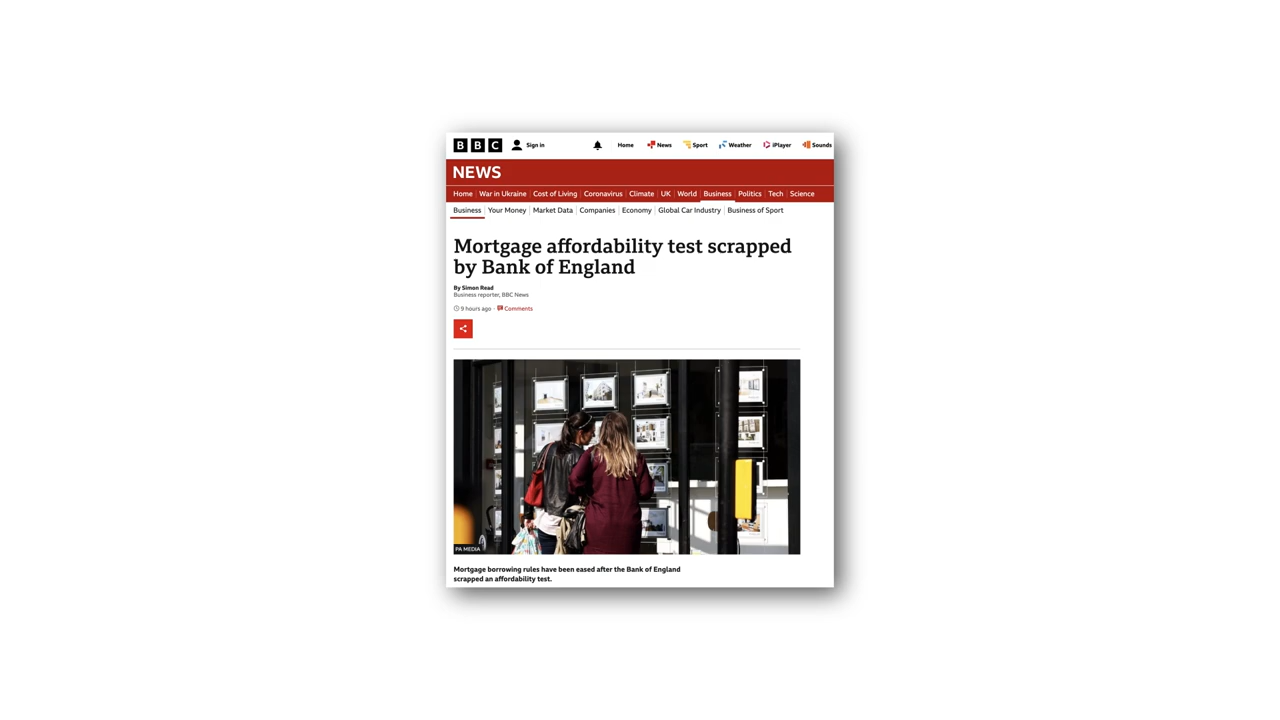 BBC Sign in Home News Sport Weather iPlayer Sounds
NEWS
Home War in Ukraine Cost of Living Coronavirus Climate UK World Business Politics Tech Science
Business Your Money Market Data Companies Economy Global Car Industry Business of Sport
Mortgage affordability test scrapped
by Bank of England
By Simon Read
Business reporter, BBC News
9 hours ago · Comments
PA MEDIA
Mortgage borrowing rules have been eased after the Bank of England
scrapped an affordability test.